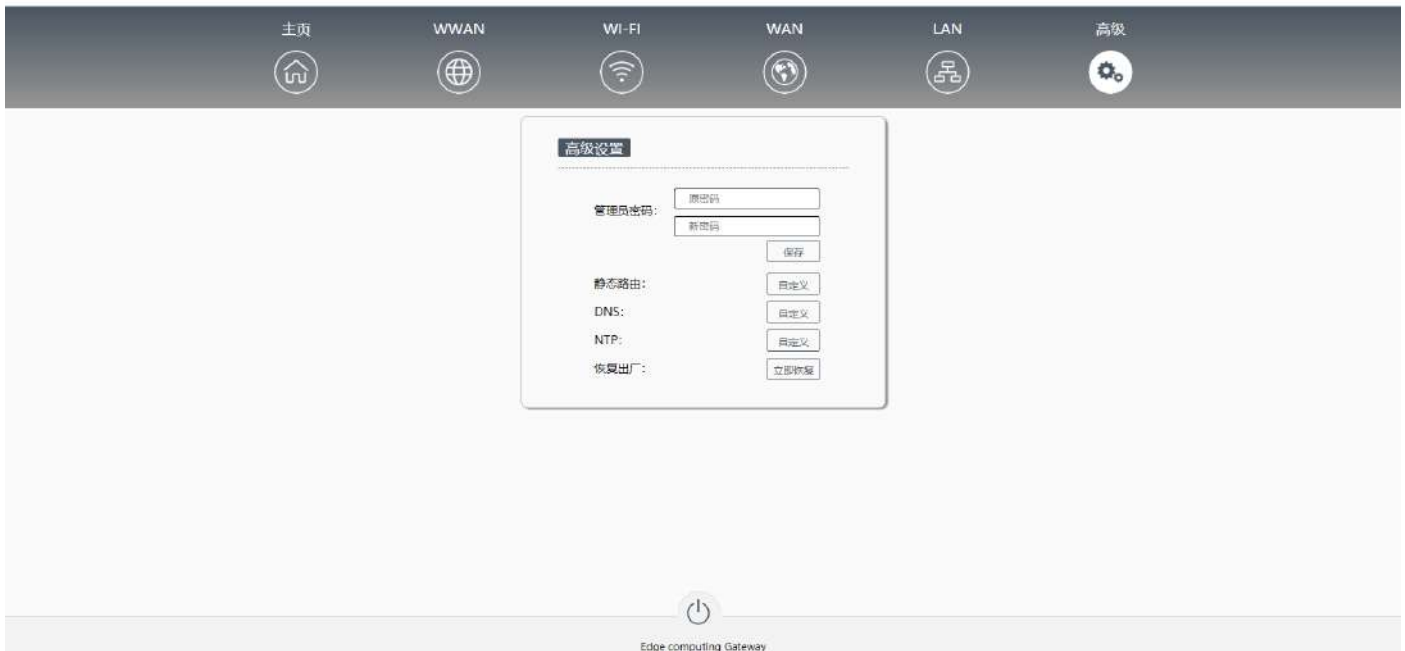 主页 WWAN WI-FI WAN LAN 高级
高级设置
管理员密码:
原密码
新密码
保存
静态路由: 自定义
DNS: 自定义
NTP: 自定义
恢复出厂: 立即恢复
Edge computing Gateway